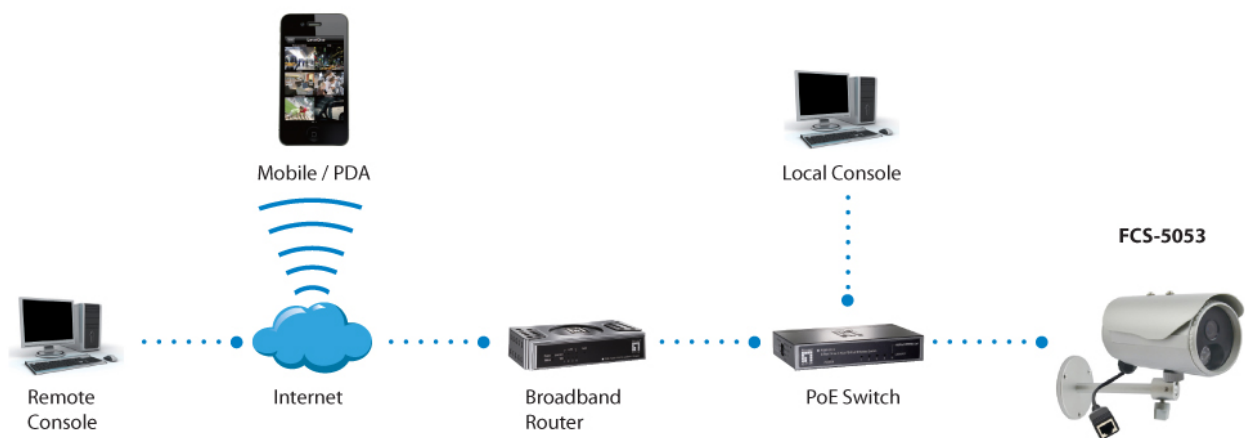 Mobile / PDA
Local Console
FCS-5053
Remote
Console
Internet
Broadband
Router
PoE Switch